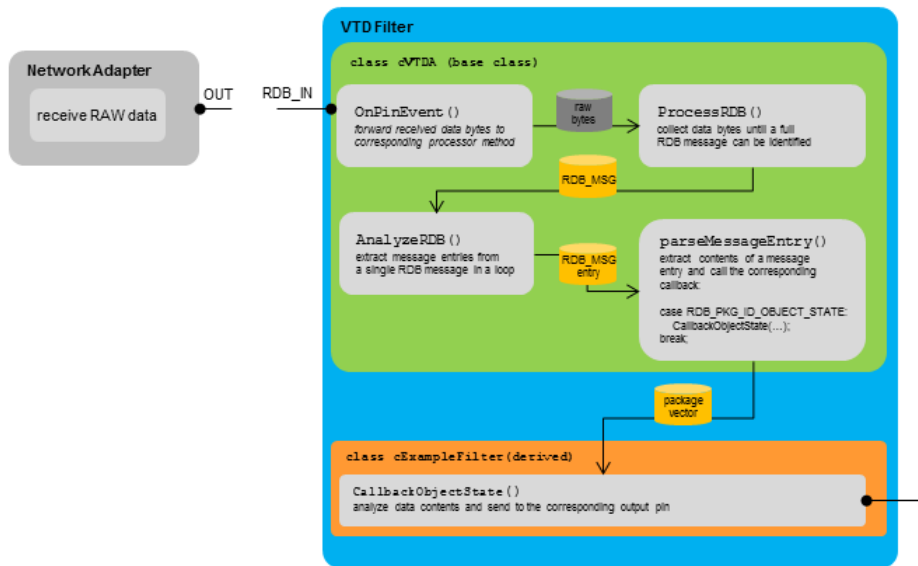 VTD Filter
class cVTDA (base class)
Network Adapter
receive RAW data
OUT
RDB_IN
OnPinEvent()
forward received data bytes to
corresponding processor method
raw
bytes
ProcessRDB()
collect data bytes until a full
RDB message can be identified
RDB_MSG
AnalyzeRDB()
extract message entries from
a single RDB message in a loop
RDB_MSG
entry
parseMessageEntry()
extract contents of a message
entry and call the corresponding
callback:
case RDB_PKG_ID_OBJECT_STATE:
CallbackObjectState(...);
break;
package
vector
class cExampleFilter(derived)
CallbackObjectState()
analyze data contents and send to the corresponding output pin